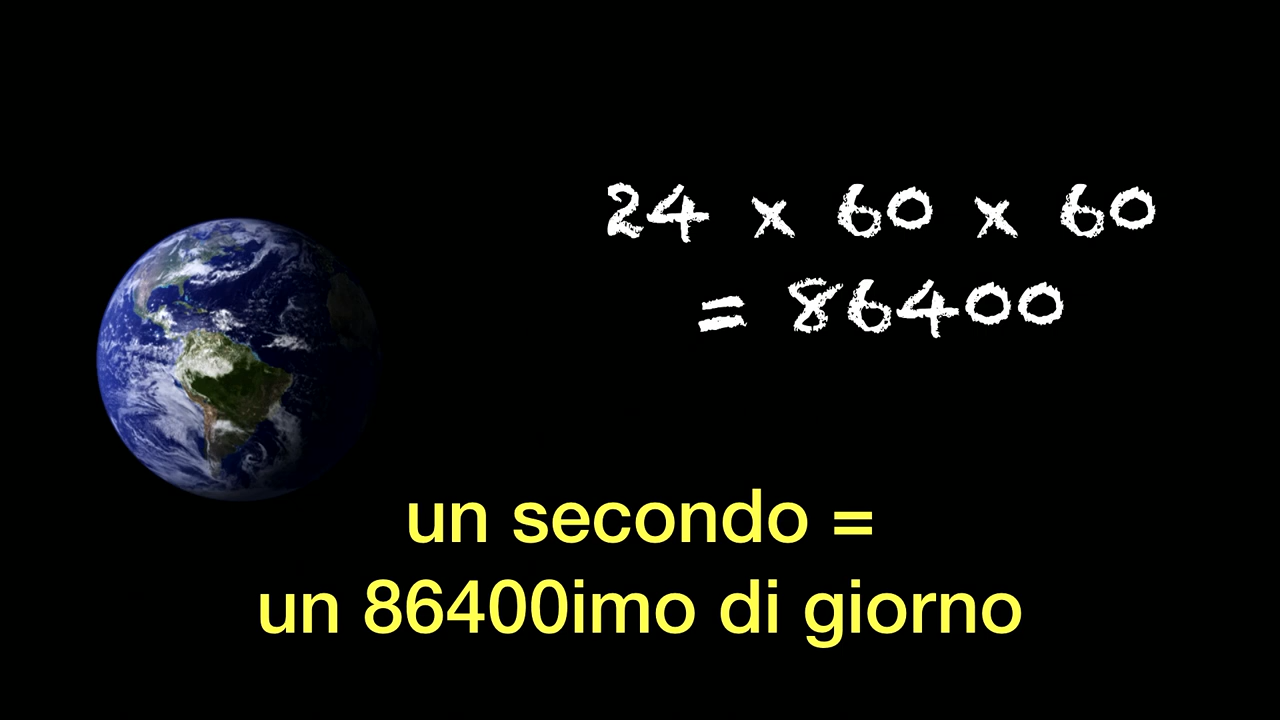 24 x 60 x 60
= 86400
un secondo =
un 86400imo di giorno